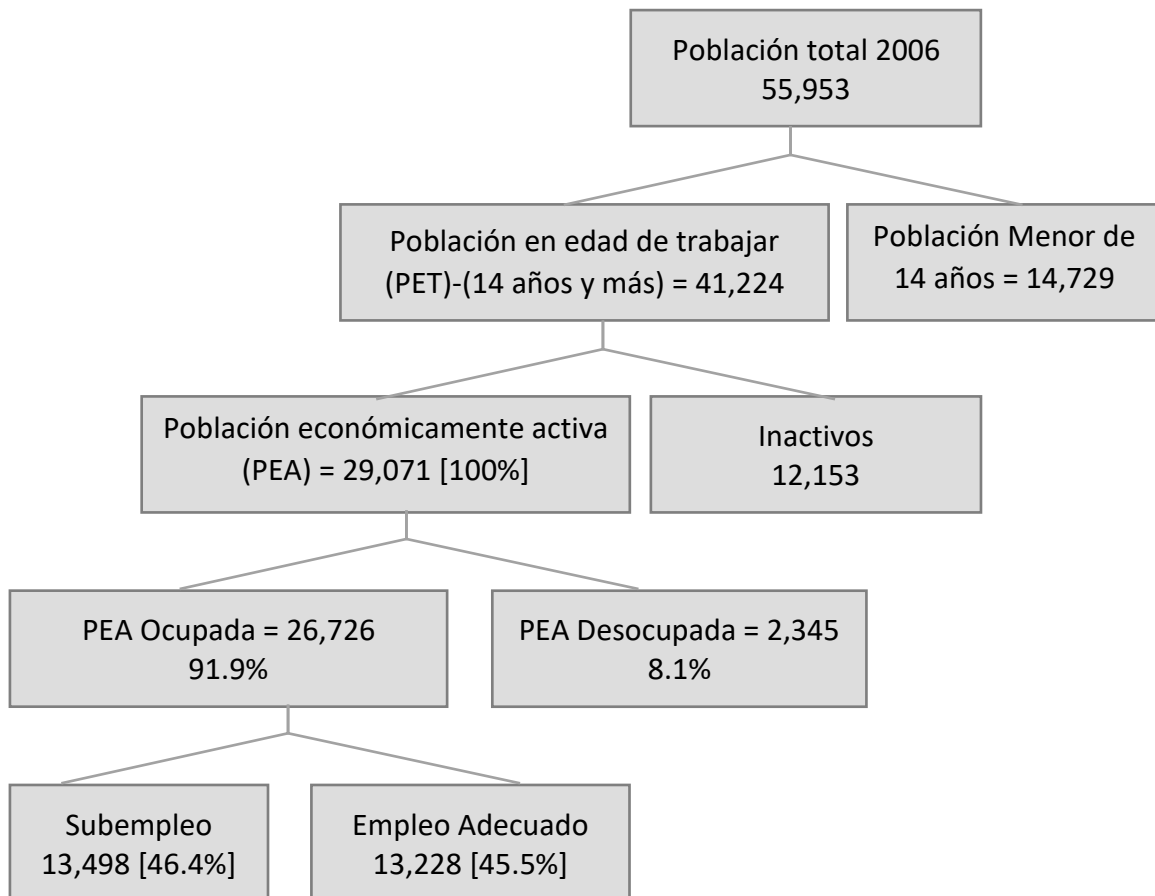 Población total 2006
55,953
Población en edad de trabajar
(PET)-(14 años y más) = 41,224
Población Menor de
14 años = 14,729
Población económicamente activa
(PEA) = 29,071 [100%]
Inactivos
12,153
PEA Ocupada = 26,726
91.9%
PEA Desocupada = 2,345
8.1%
Subempleo
13,498 [46.4%]
Empleo Adecuado
13,228 [45.5%]